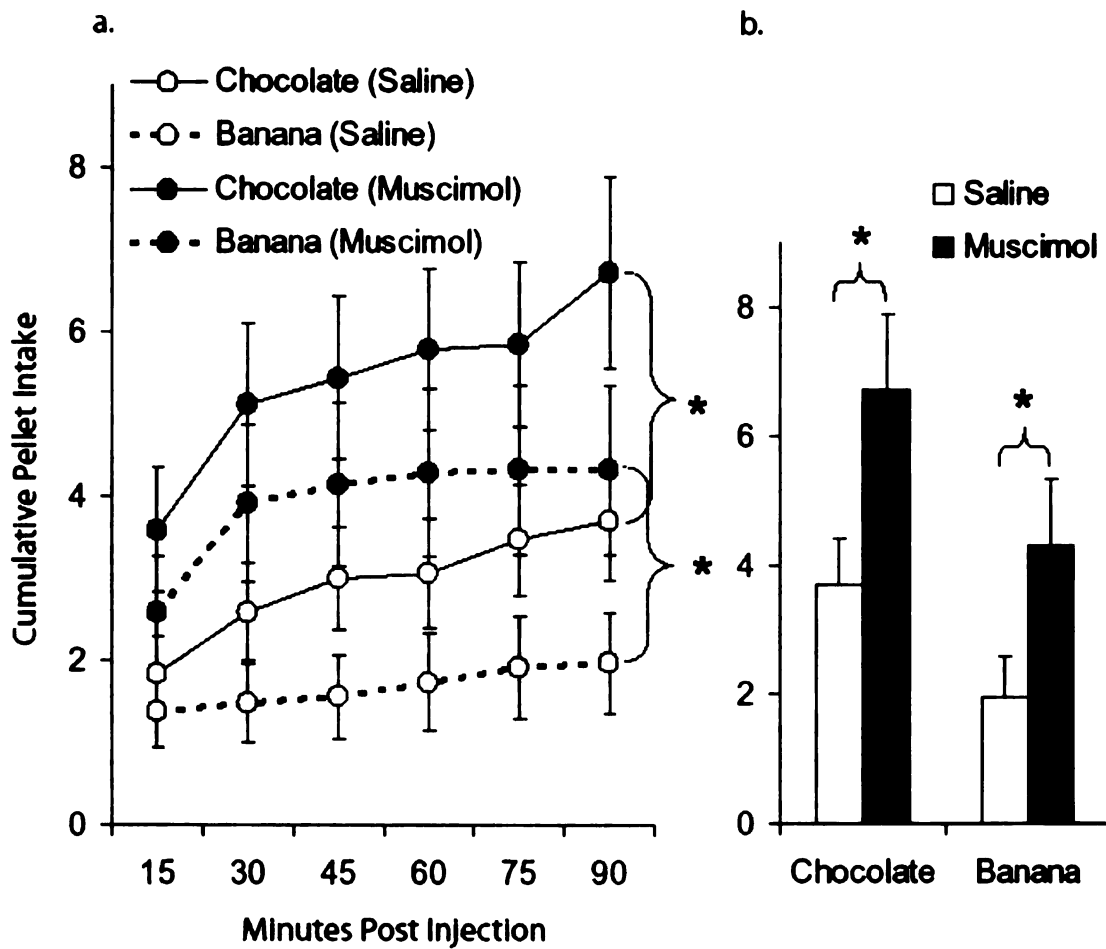 a.
Chocolate (Saline)
Banana (Saline)
Chocolate (Muscimol)
Banana (Muscimol)
Cumulative Pellet Intake
8
6
4
2
0
*
*
15 30 45 60 75 90
Minutes Post Injection
b.
Saline
Muscimol
*
*
8
6
4
2
0
Chocolate Banana